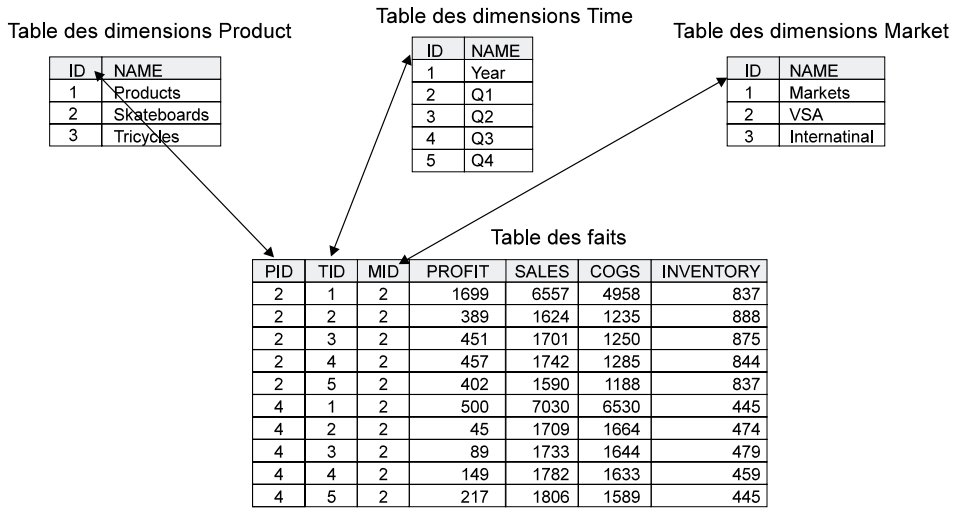 Table des dimensions Product
ID NAME
1 Products
2 Skateboards
3 Tricycles
Table des dimensions Time
ID NAME
1 Year
2 Q1
3 Q2
4 Q3
5 Q4
Table des dimensions Market
ID NAME
1 Markets
2 VSA
3 Internatinal
Table des faits
PID TID MID PROFIT SALES COGS INVENTORY
2 1 2 1699 6557 4958 837
2 2 2 389 1624 1235 888
2 3 2 451 1701 1250 875
2 4 2 457 1742 1285 844
2 5 2 402 1590 1188 837
4 1 2 500 7030 6530 445
4 2 2 45 1709 1664 474
4 3 2 89 1733 1644 479
4 4 2 149 1782 1633 459
4 5 2 217 1806 1589 445